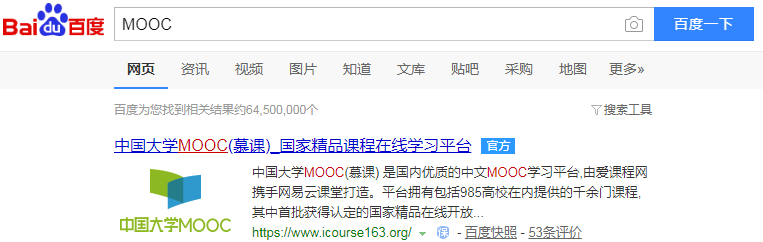 Bai du 百度 MOOC 百度一下
网页 资讯 视频 图片 知道 文库 贴吧 采购 地图 更多»
百度为您找到相关结果约64,500,000个 搜索工具
中国大学MOOC(慕课)_国家精品课程在线学习平台 官方
中国大学MOOC(慕课) 是国内优质的中文MOOC学习平台,由爱课程网
携手网易云课堂打造。平台拥有包括985高校在内提供的千余门课程,
其中首批获得认定的国家精品在线开放...
中国大学MOOC
https://www.icourse163.org/ 保 - 百度快照 - 53条评价